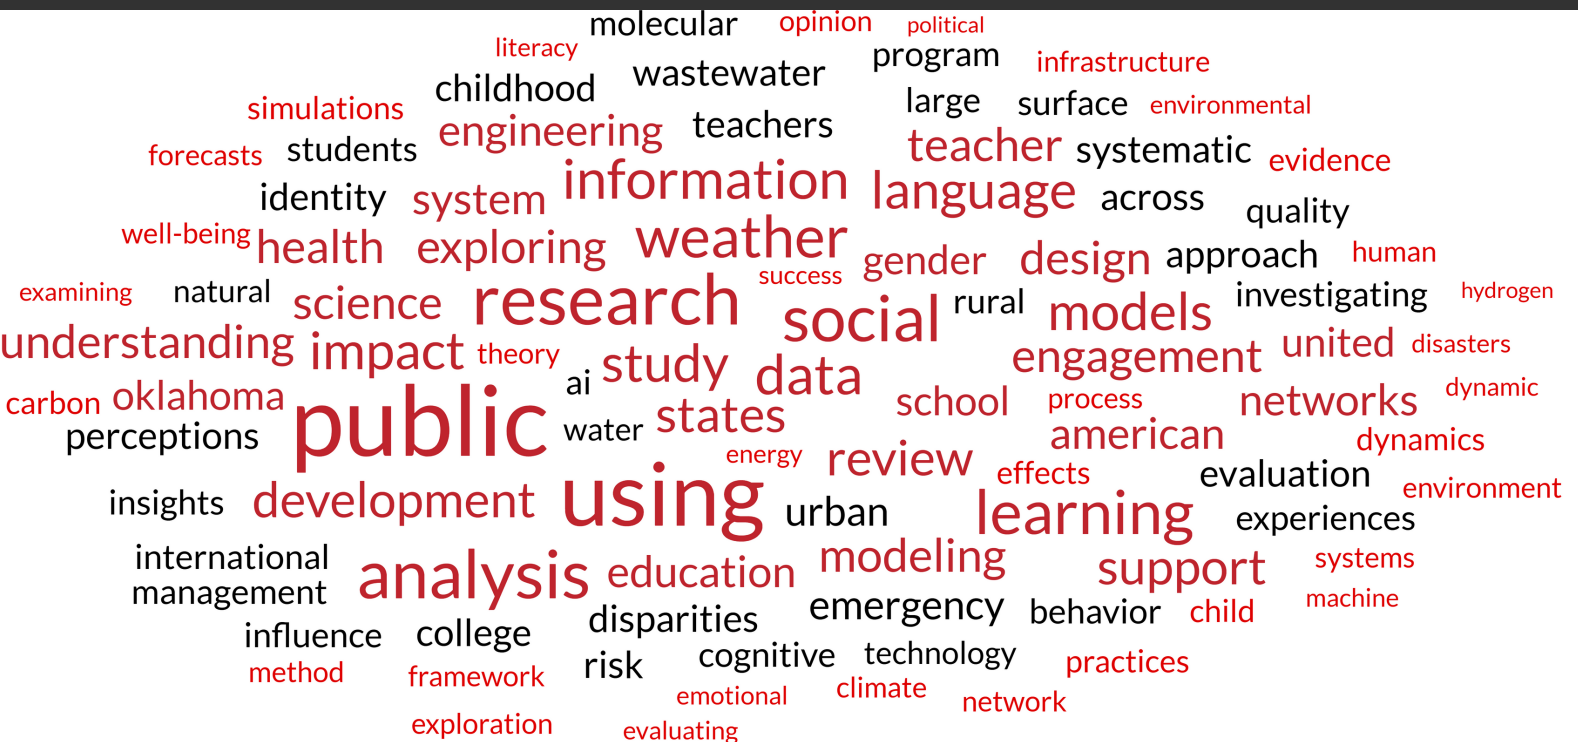 molecular opinion political
literacy program infrastructure
childhood wastewater
simulations large surface environmental
engineering teachers
forecasts students teacher systematic evidence
identity system information language across quality
well-being health exploring weather gender design approach human
examining natural science research success social rural models investigating hydrogen
understanding impact theory study data engagement united disasters
carbon oklahoma public ai states school process networks dynamic
perceptions water american dynamics
energy review effects evaluation environment
insights development using urban learning experiences
international analysis education modeling support systems
management disparities emergency behavior child machine
influence college risk cognitive technology practices
method framework emotional climate network
exploration evaluating